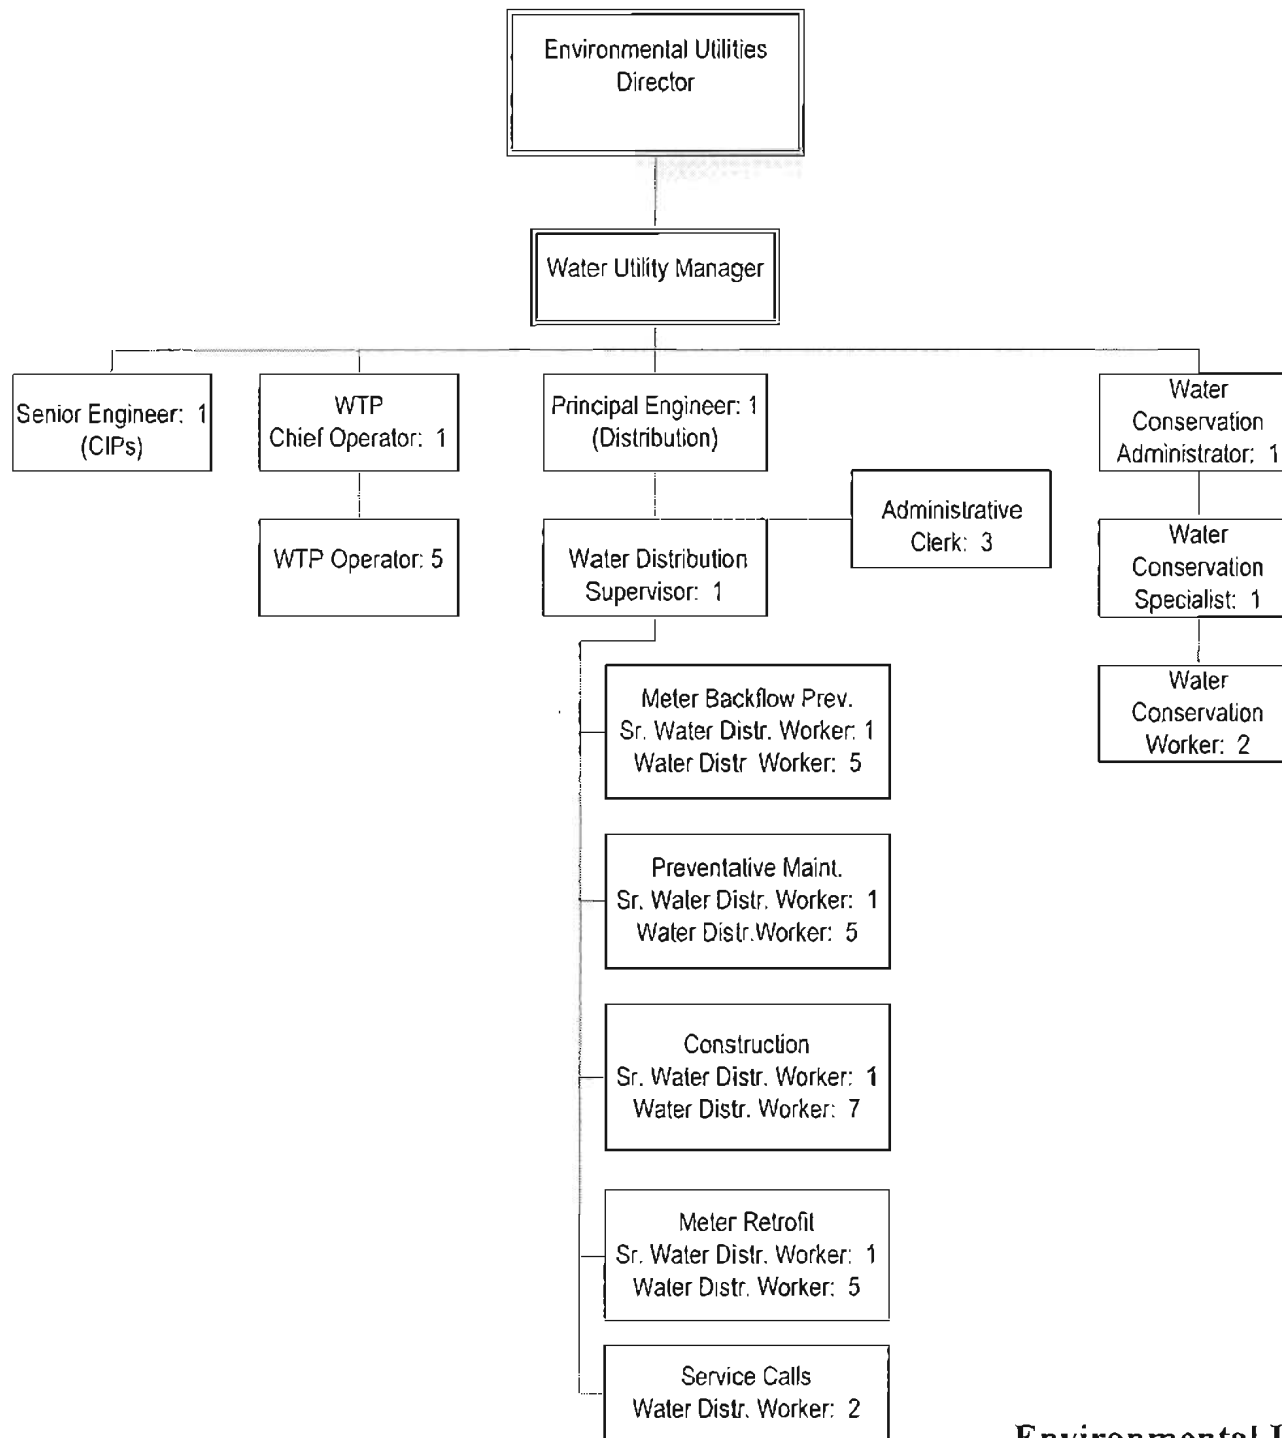 Environmental Utilities
Director
Water Utility Manager
Senior Engineer: 1
(CIPs)
WTP
Chief Operator: 1
Principal Engineer: 1
(Distribution)
Water
Conservation
Administrator: 1
WTP Operator: 5
Water Distribution
Supervisor: 1
Administrative
Clerk: 3
Water
Conservation
Specialist: 1
Water
Conservation
Worker: 2
Meter Backflow Prev.
Sr. Water Distr. Worker: 1
Water Distr Worker: 5
Preventative Maint.
Sr. Water Distr. Worker: 1
Water Distr.Worker: 5
Construction
Sr. Water Distr. Worker: 1
Water Distr. Worker: 7
Meter Retrofit
Sr. Water Distr. Worker: 1
Water Distr. Worker: 5
Service Calls
Water Distr. Worker: 2
Environmental